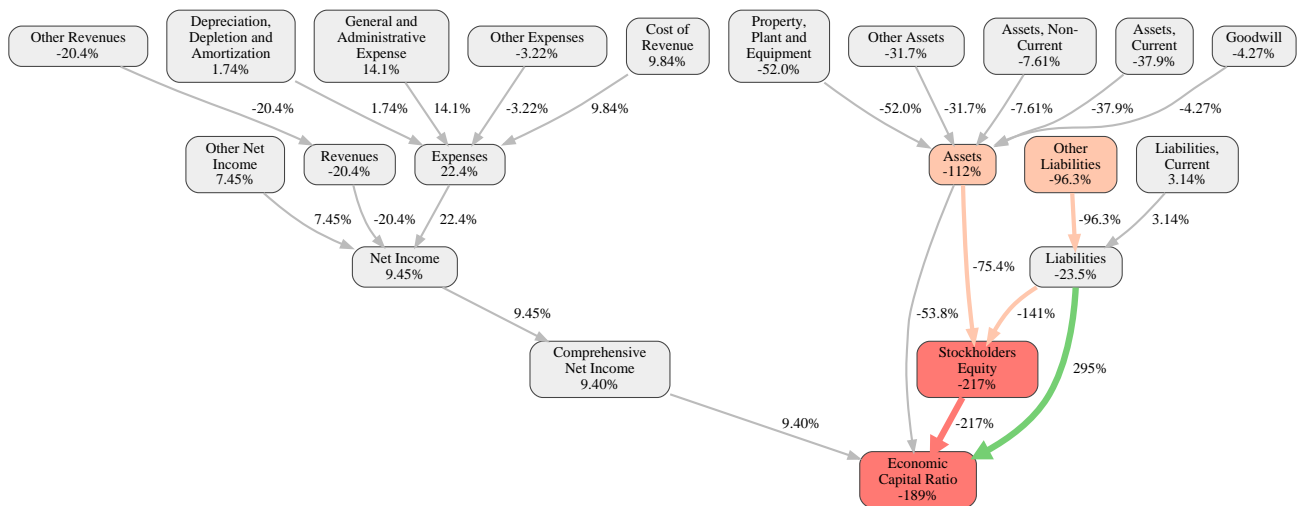 Other Revenues
-20.4%
Depreciation,
Depletion and
Amortization
1.74%
General and
Administrative
Expense
14.1%
Other Expenses
-3.22%
Cost of
Revenue
9.84%
Property,
Plant and
Equipment
-52.0%
Other Assets
-31.7%
Assets, Non-
Current
-7.61%
Assets,
Current
-37.9%
Goodwill
-4.27%
-20.4%
1.74%
14.1%
-3.22%
9.84%
-52.0%
-31.7%
-7.61%
-37.9%
-4.27%
Other Net
Income
7.45%
Revenues
-20.4%
Expenses
22.4%
Assets
-112%
Other
Liabilities
-96.3%
Liabilities,
Current
3.14%
7.45%
-20.4%
22.4%
-96.3%
3.14%
Net Income
9.45%
Liabilities
-23.5%
-75.4%
9.45%
-53.8%
-141%
Comprehensive
Net Income
9.40%
Stockholders
Equity
-217%
295%
9.40%
-217%
Economic
Capital Ratio
-189%